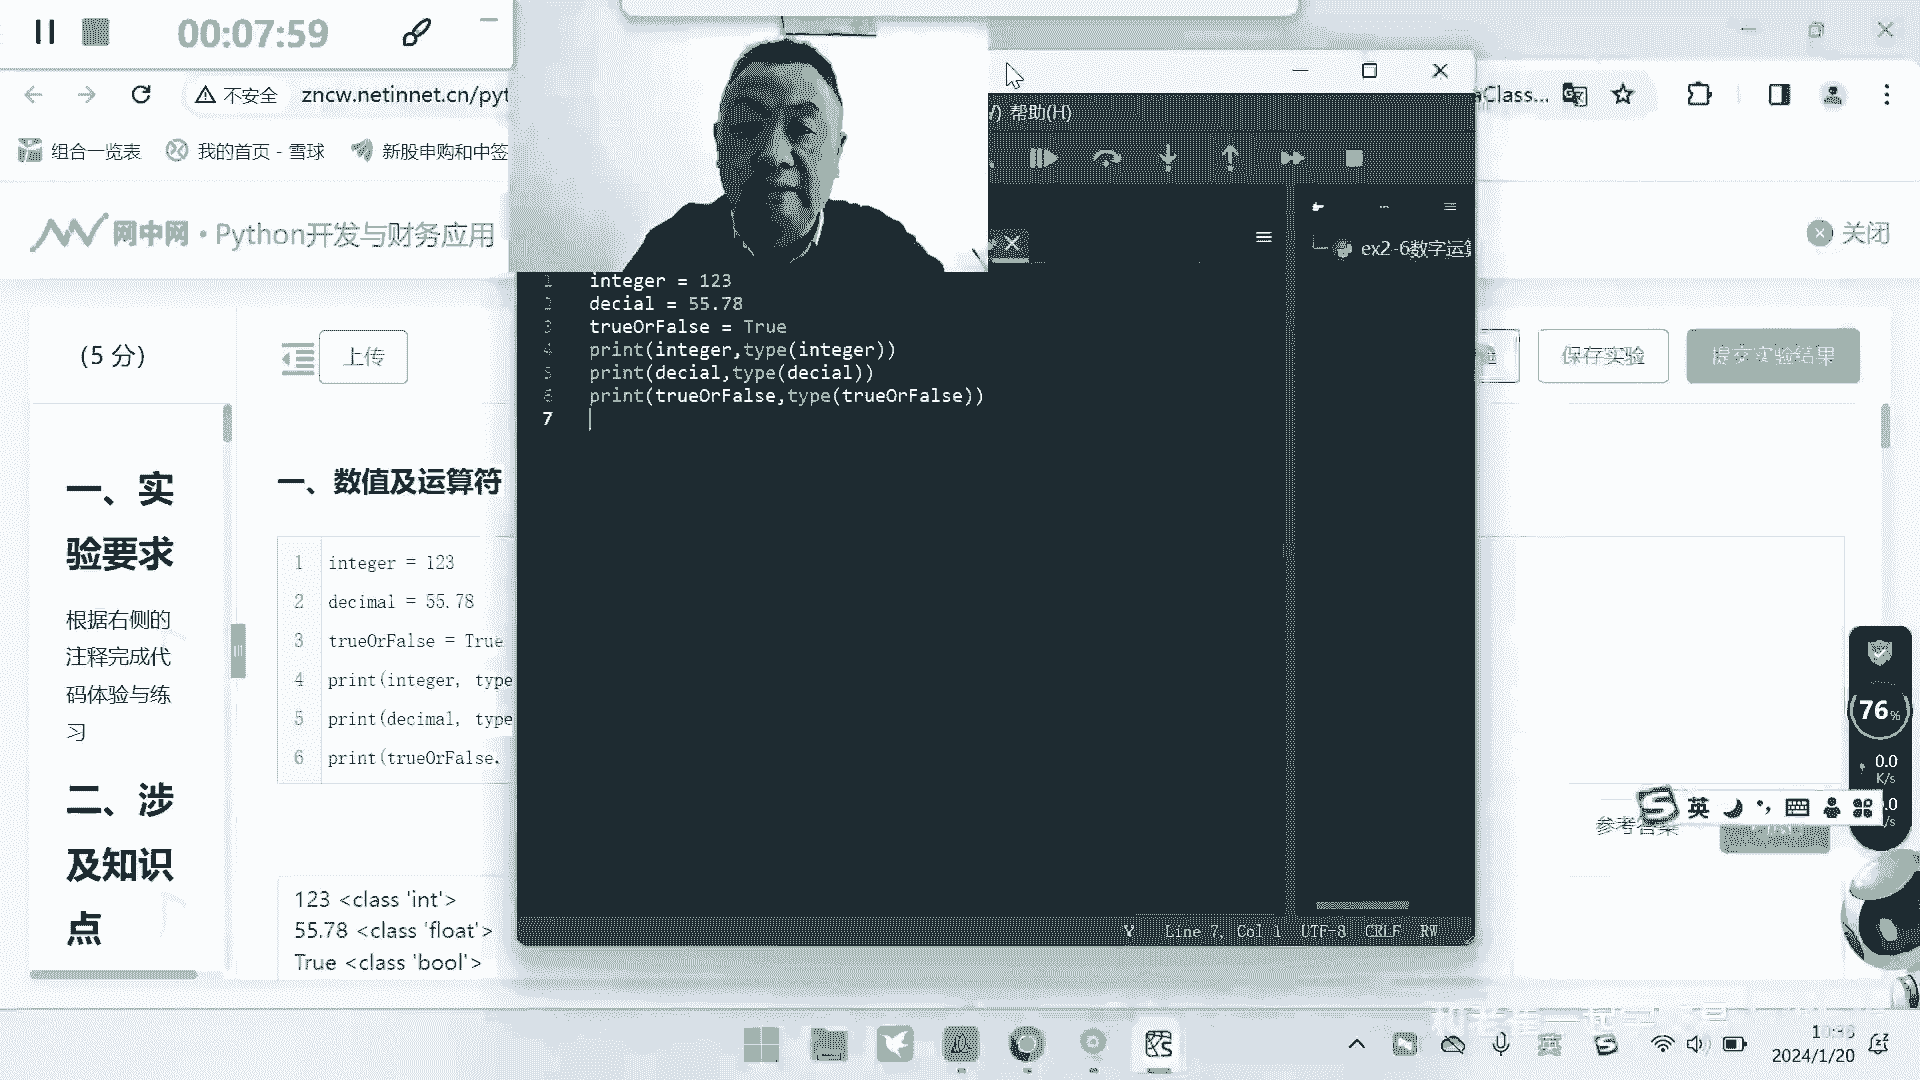 00:07:59
不安全
zncw.netinnet.cn/pyt
aClass...
组合一览表
我的首页 - 雪球
新股申购和中签
帮助(H)
网中网·Python开发与财务应用
关闭
ex2-6数字运算
(5 分)
上传
保存实验
提交实验结果
1 integer = 123
2 decial = 55.78
3 trueOrFalse = True
4 print(integer,type(integer))
5 print(decial,type(decial))
6 print(trueOrFalse,type(trueOrFalse))
7
一、实
验要求
根据右侧的
注释完成代
码体验与练
习
二、涉
及知识
点
一、数值及运算符
1 integer = 123
2 decimal = 55.78
3 trueOrFalse = True
4 print(integer, type
5 print(decimal, type
6 print(trueOrFalse,
123 <class 'int'>
55.78 <class 'float'>
True <class 'bool'>
Line 7, Col 1 UTF-8 CRLF RW
76%
0.0
K/s
英
参考答案
2024/1/20